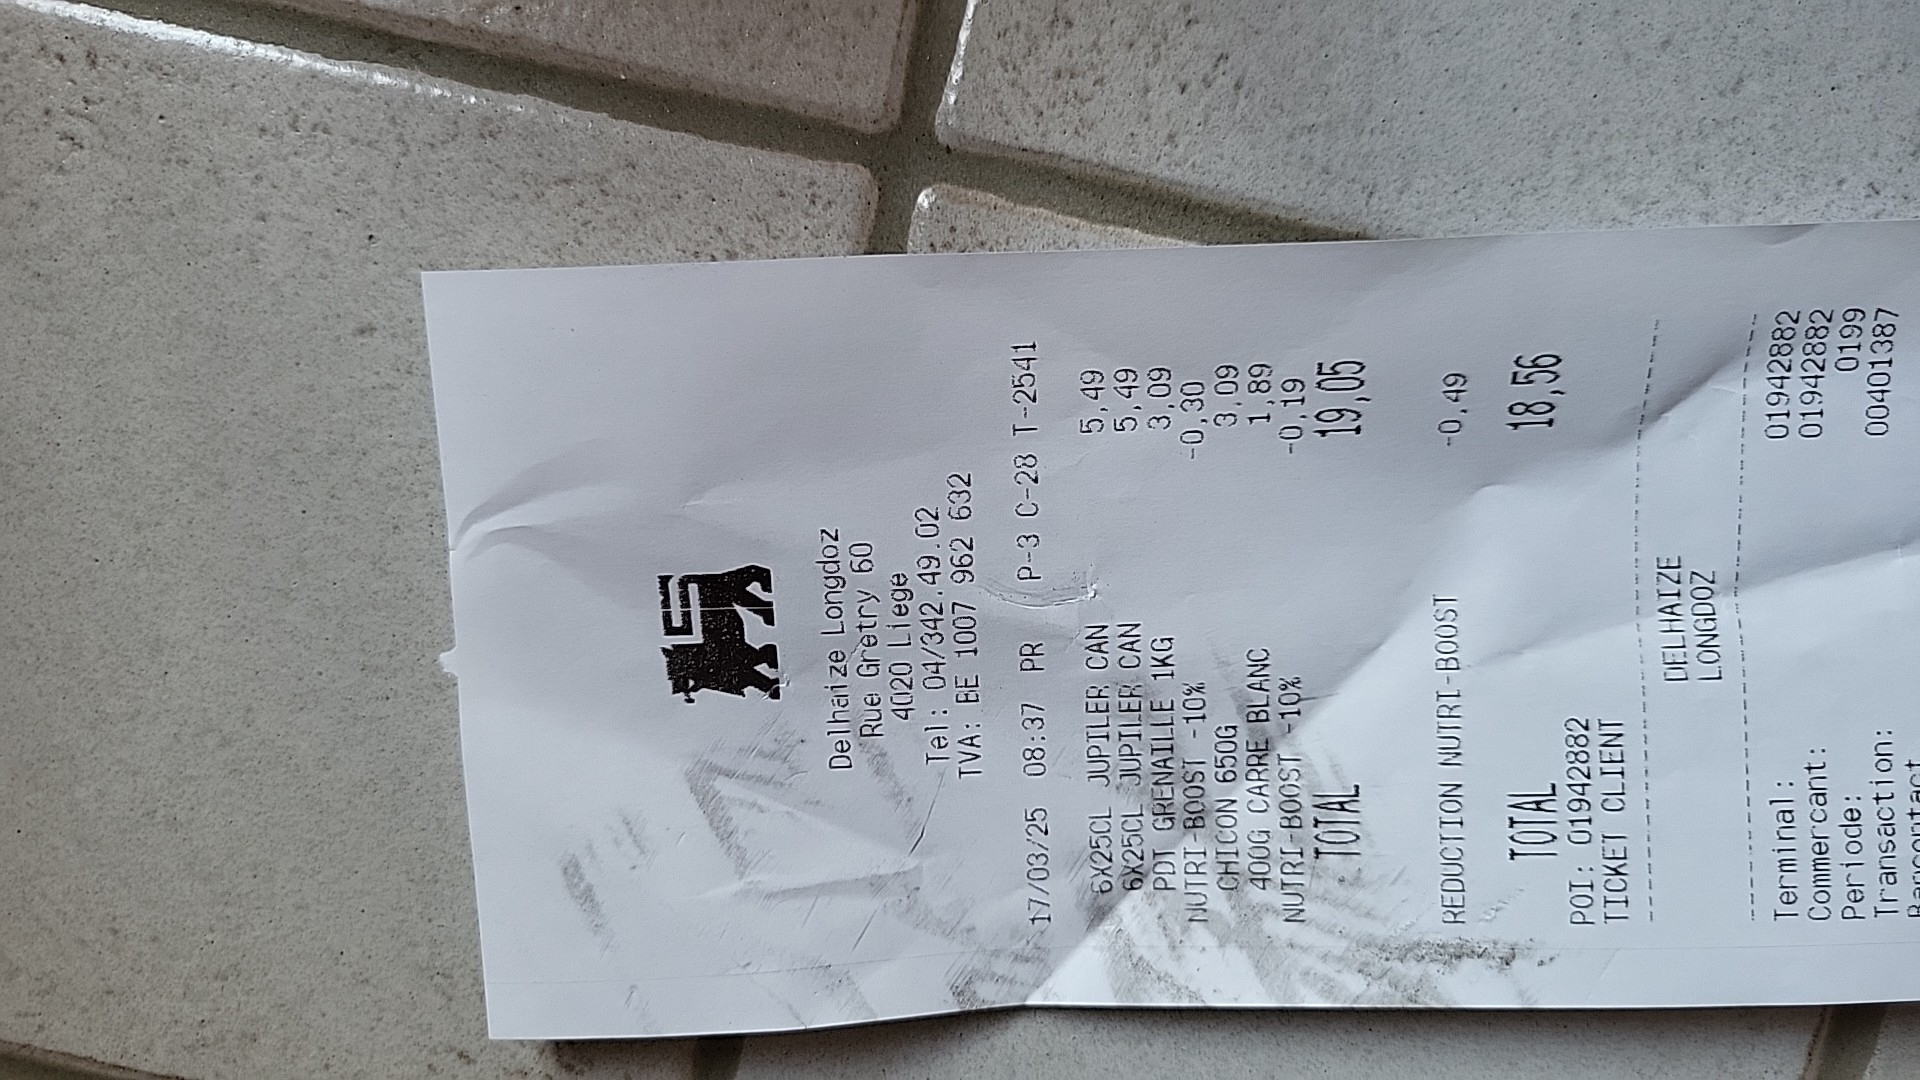 Delhaize Longdoz
Rue Gretry 60
4020 Liege
Tel: 04/342.49.02
TVA: BE 1007 962 632
17/03/25 08:37 PR P-3 C-28 T-2541
6X25CL JUPILER CAN 5,49
6X25CL JUPILER CAN 5,49
PDT GRENAILLE 1KG 3,09
NUTRI-BOOST -10% -0,30
CHICON 650G 3,09
400G CARRE BLANC 1,89
NUTRI-BOOST -10% -0,19
TOTAL 19,05
REDUCTION NUTRI-BOOST -0,49
TOTAL 18,56
POI: 01942882
TICKET CLIENT
DELHAIZE
LONGDOZ
Terminal: 01942882
Commercant: 01942882
Periode: 0199
Transaction: 00401387